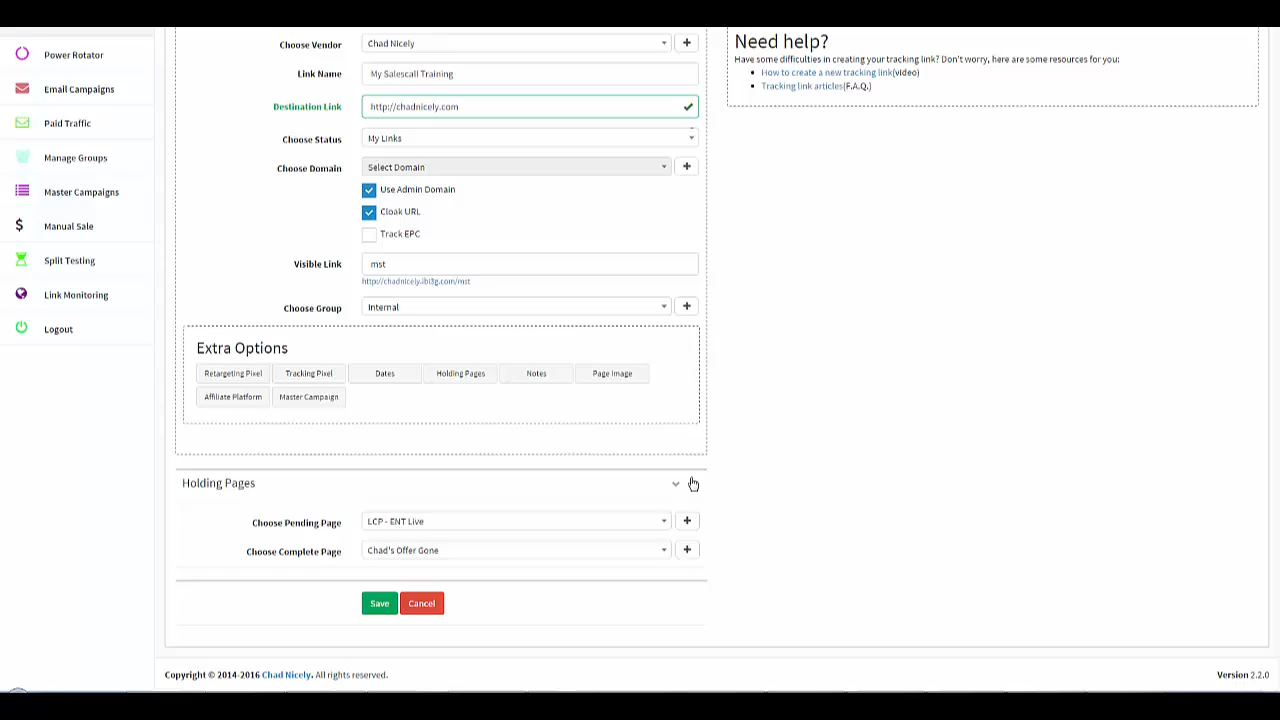 Power Rotator
Email Campaigns
Paid Traffic
Manage Groups
Master Campaigns
Manual Sale
Split Testing
Link Monitoring
Logout
Choose Vendor
Chad Nicely
Link Name
My Salescall Training
Destination Link
http://chadnicely.com
Choose Status
My Links
Choose Domain
Select Domain
Use Admin Domain
Cloak URL
Track EPC
Visible Link
mst
http://chadnicely.ibi3g.com/mst
Choose Group
Internal
Extra Options
Retargeting Pixel
Tracking Pixel
Dates
Holding Pages
Notes
Page Image
Affiliate Platform
Master Campaign
Holding Pages
Choose Pending Page
LCP - ENT Live
Choose Complete Page
Chad's Offer Gone
Save
Cancel
Need help?
Have some difficulties in creating your tracking link? Don't worry, here are some resources for you:
How to create a new tracking link(video)
Tracking link articles(F.A.Q.)
Copyright © 2014-2016 Chad Nicely. All rights reserved.
Version 2.2.0